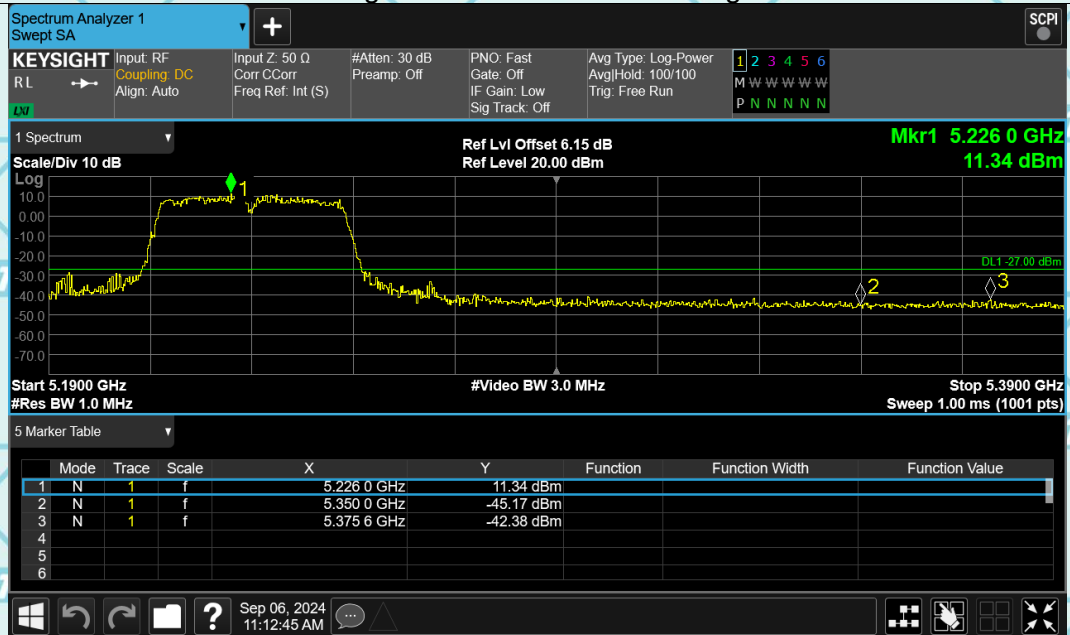 Spectrum Analyzer 1
Swept SA
+
SCPI
KEYSIGHT Input: RF Input Z: 50 Ω #Atten: 30 dB PNO: Fast Avg Type: Log-Power 1 2 3 4 5 6
RL Coupling: DC Corr CCorr Preamp: Off Gate: Off Avg|Hold: 100/100 M W W W W W
Align: Auto Freq Ref: Int (S) IF Gain: Low Trig: Free Run
LXI Sig Track: Off P N N N N N
1 Spectrum Ref Lvl Offset 6.15 dB Mkr1 5.226 0 GHz
Scale/Div 10 dB Ref Level 20.00 dBm 11.34 dBm
Log
1
10.0
0.00
-10.0
-20.0
DL1 -27.00 dBm
-30.0
2 3
-40.0
-50.0
-60.0
-70.0
Start 5.1900 GHz #Video BW 3.0 MHz Stop 5.3900 GHz
#Res BW 1.0 MHz Sweep 1.00 ms (1001 pts)
5 Marker Table
Mode Trace Scale X Y Function Function Width Function Value
1 N 1 f 5.226 0 GHz 11.34 dBm
2 N 1 f 5.350 0 GHz -45.17 dBm
3 N 1 f 5.375 6 GHz -42.38 dBm
4
5
6
? Sep 06, 2024
11:12:45 AM